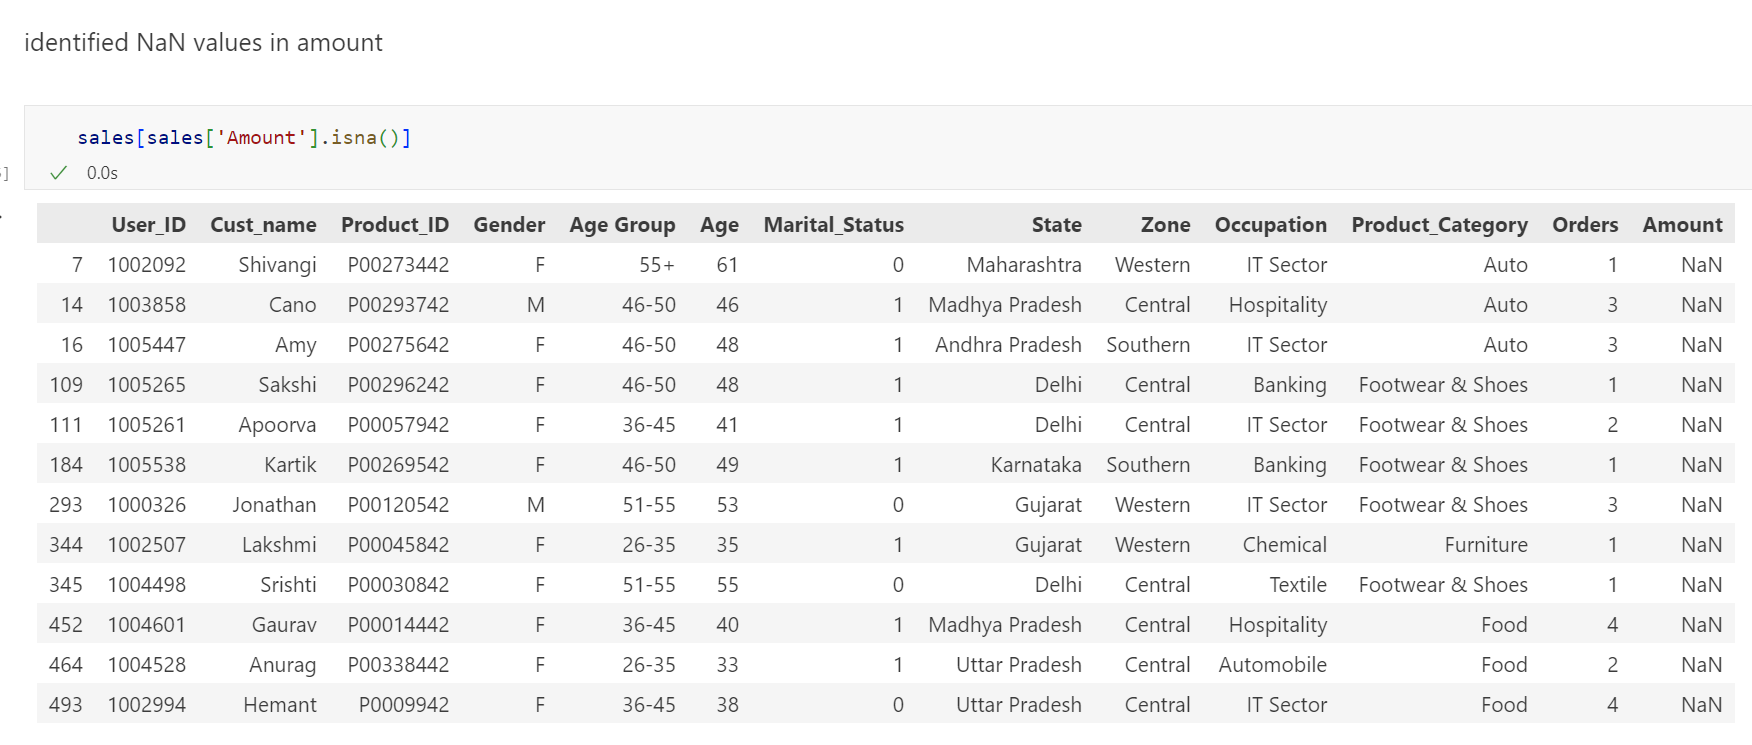 identified NaN values in amount
sales[sales['Amount'].isna()]
]
0.0s
User_ID Cust_name Product_ID Gender Age Group Age Marital_Status State Zone Occupation Product_Category Orders Amount
7 1002092 Shivangi P00273442 F 55+ 61 0 Maharashtra Western IT Sector Auto 1 NaN
14 1003858 Cano P00293742 M 46-50 46 1 Madhya Pradesh Central Hospitality Auto 3 NaN
16 1005447 Amy P00275642 F 46-50 48 1 Andhra Pradesh Southern IT Sector Auto 3 NaN
109 1005265 Sakshi P00296242 F 46-50 48 1 Delhi Central Banking Footwear & Shoes 1 NaN
111 1005261 Apoorva P00057942 F 36-45 41 1 Delhi Central IT Sector Footwear & Shoes 2 NaN
184 1005538 Kartik P00269542 F 46-50 49 1 Karnataka Southern Banking Footwear & Shoes 1 NaN
293 1000326 Jonathan P00120542 M 51-55 53 0 Gujarat Western IT Sector Footwear & Shoes 3 NaN
344 1002507 Lakshmi P00045842 F 26-35 35 1 Gujarat Western Chemical Furniture 1 NaN
345 1004498 Srishti P00030842 F 51-55 55 0 Delhi Central Textile Footwear & Shoes 1 NaN
452 1004601 Gaurav P00014442 F 36-45 40 1 Madhya Pradesh Central Hospitality Food 4 NaN
464 1004528 Anurag P00338442 F 26-35 33 1 Uttar Pradesh Central Automobile Food 2 NaN
493 1002994 Hemant P0009942 F 36-45 38 0 Uttar Pradesh Central IT Sector Food 4 NaN